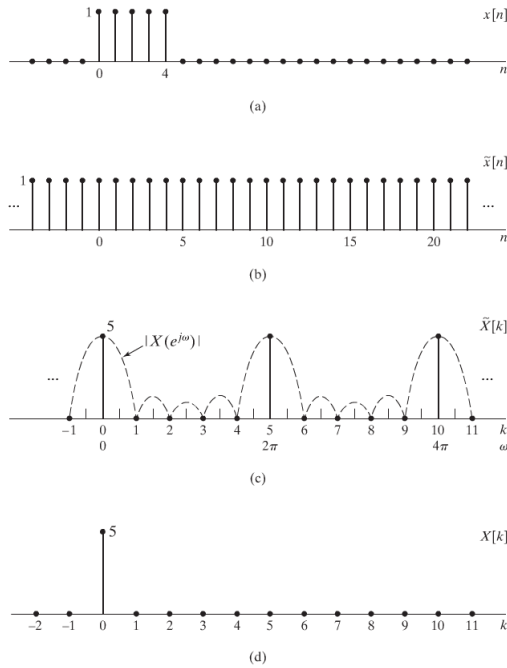 x[n]
1
0 4 n
(a)
x̃[n]
1
... ...
0 5 10 15 20 n
(b)
X̃[k]
5
|X(e^{jω})|
... ...
–1 0 1 2 3 4 5 6 7 8 9 10 11 k
0 2π 4π ω
(c)
X[k]
5
–2 –1 0 1 2 3 4 5 6 7 8 9 10 11 k
(d)